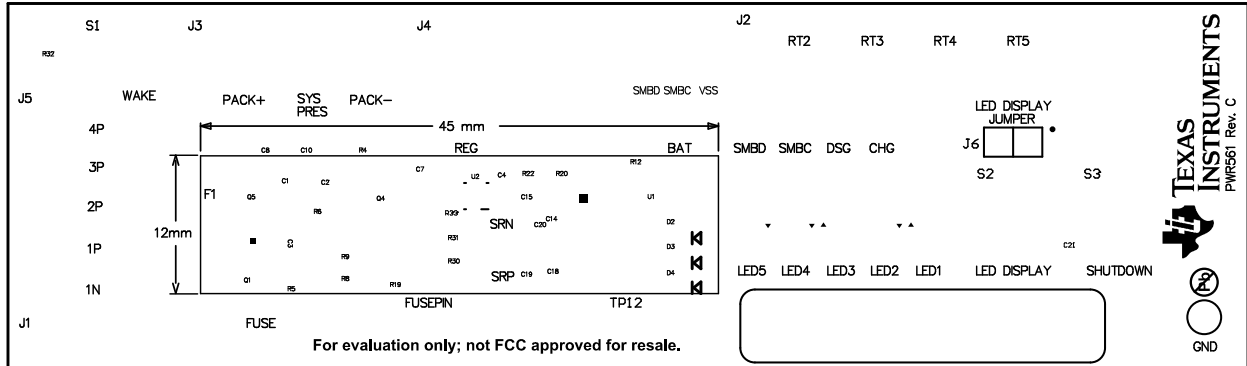 S1 J3 J4 J2
RT2 RT3 RT4 RT5
R32
J5 WAKE PACK+ SYS PRES PACK− SMBD SMBC VSS
LED DISPLAY
JUMPER
4P 45 mm
J6
C8 C10 R4 REG BAT SMBD SMBC DSG CHG
3P R12
C7
F1 C1 C2 U2 C4 R22 R20 S2 S3
Q5 Q4 C15 U1
2P R6 R33 SRN C20 C14 D2
12mm
1P C3 R31 D3 C21
R9 R30
Q1 R8 R19 SRP C19 C18 D4 LED5 LED4 LED3 LED2 LED1 LED DISPLAY SHUTDOWN
1N R5
FUSEPIN TP12
J1 FUSE
For evaluation only; not FCC approved for resale.
TEXAS
INSTRUMENTS
PWR561 Rev. C
ti
Pb
GND